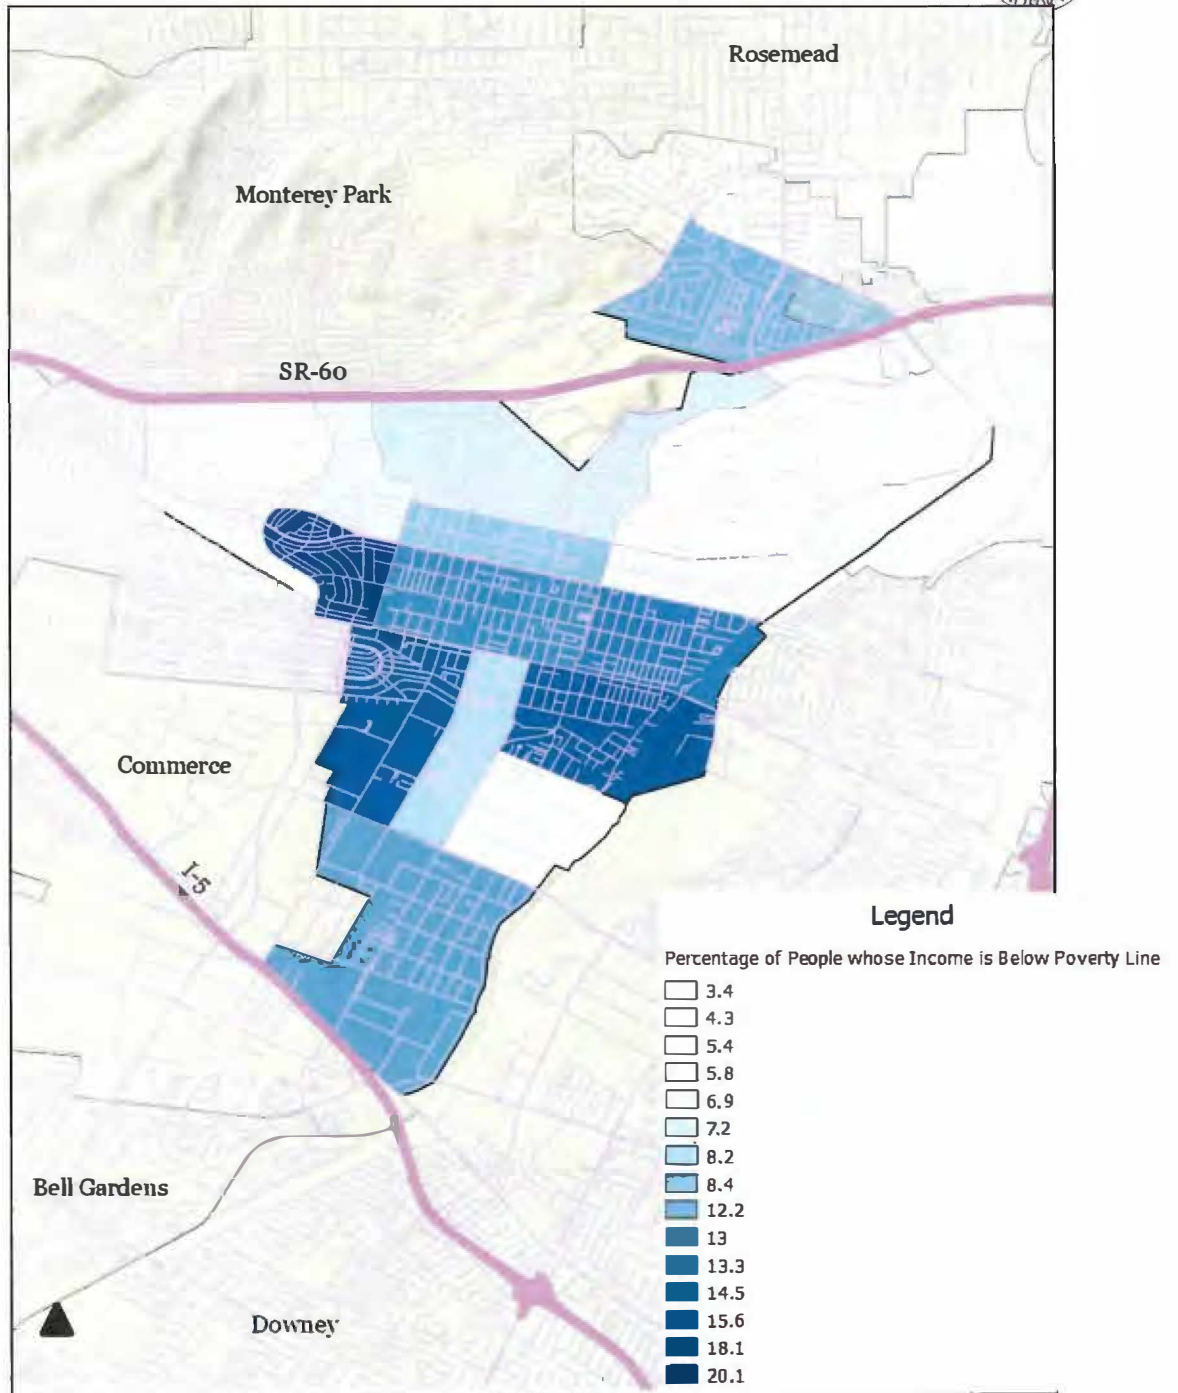 Rosemead
Monterey Park
SR-60
Commerce
I-5
Bell Gardens
Downey
Legend
Percentage of People whose Income is Below Poverty Line
3.4
4.3
5.4
5.8
6.9
7.2
8.2
8.4
12.2
13
13.3
14.5
15.6
18.1
20.1